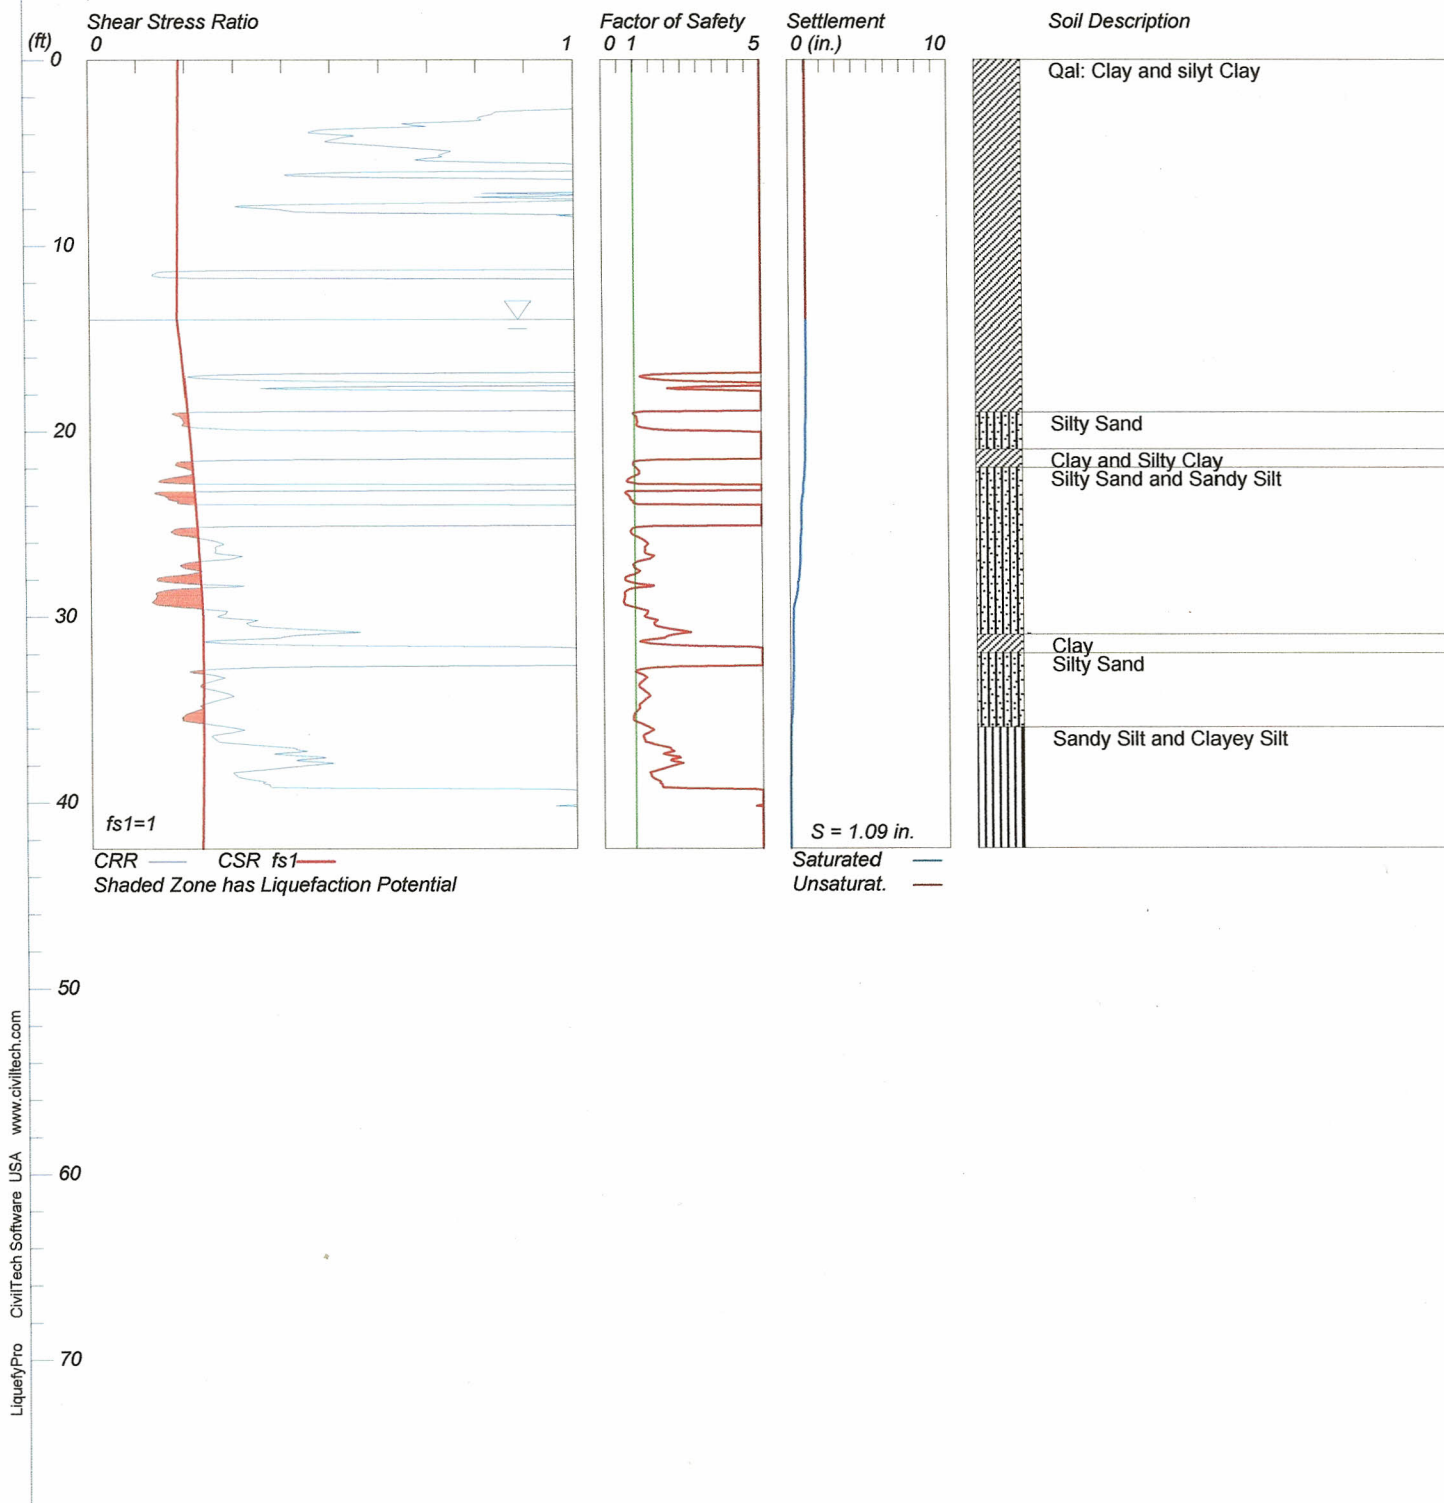 Shear Stress Ratio Factor of Safety Settlement Soil Description
(ft) 0 1 0 1 5 0 (in.) 10
0
Qal: Clay and silyt Clay
10
Silty Sand
20
Clay and Silty Clay
Silty Sand and Sandy Silt
30
Clay
Silty Sand
Sandy Silt and Clayey Silt
40
fs1=1 S = 1.09 in.
CRR CSR fs1 Saturated
Shaded Zone has Liquefaction Potential Unsaturat.
50
60
70
LiquefyPro CivilTech Software USA www.civiltech.com